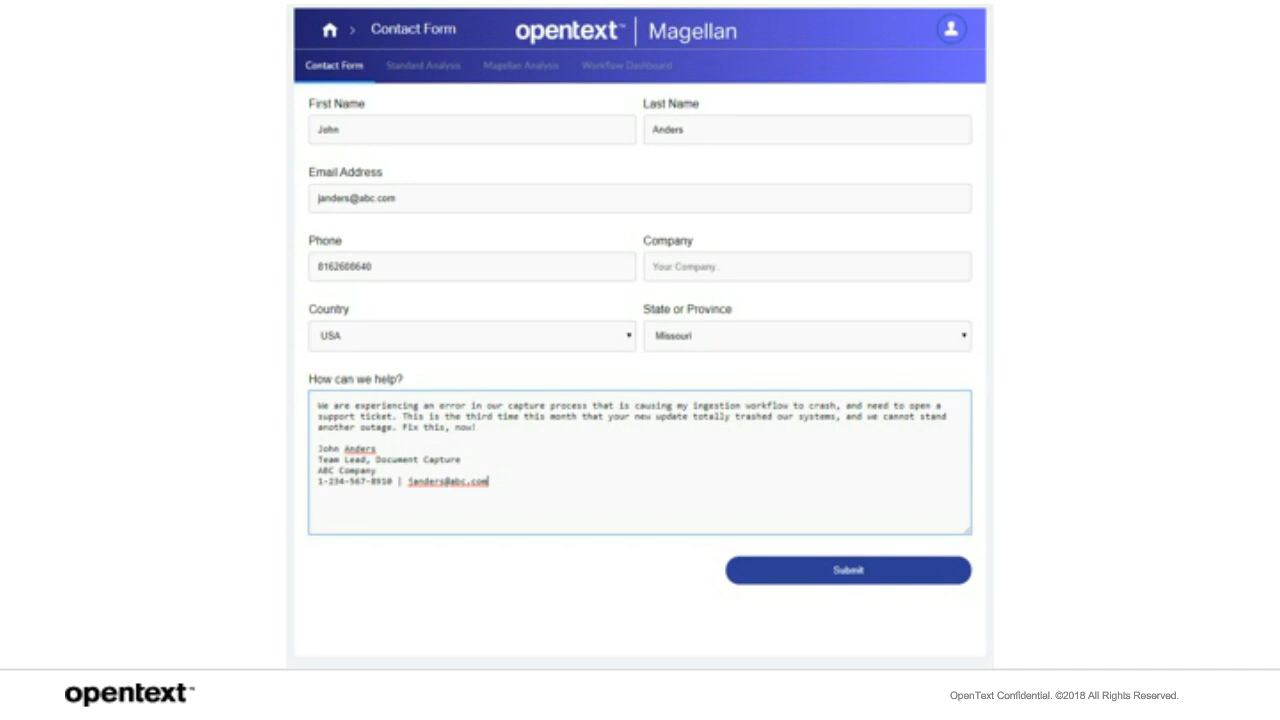 Contact Form
opentext™ | Magellan
Contact Form Standard Analysis Magellan Analysis Workflow Dashboard
First Name Last Name
John Anders
Email Address
janders@abc.com
Phone Company
8162608640 Your Company.
Country State or Province
USA Missouri
How can we help?
We are experiencing an error in our capture process that is causing my ingestion workflow to crash, and need to open a
support ticket. This is the third time this month that your new update totally trashed our systems, and we cannot stand
another outage. Fix this, now!
John Anders
Team Lead, Document Capture
ABC Company
1-234-567-8910 | janders@abc.com
Submit
opentext™
OpenText Confidential. ©2018 All Rights Reserved.